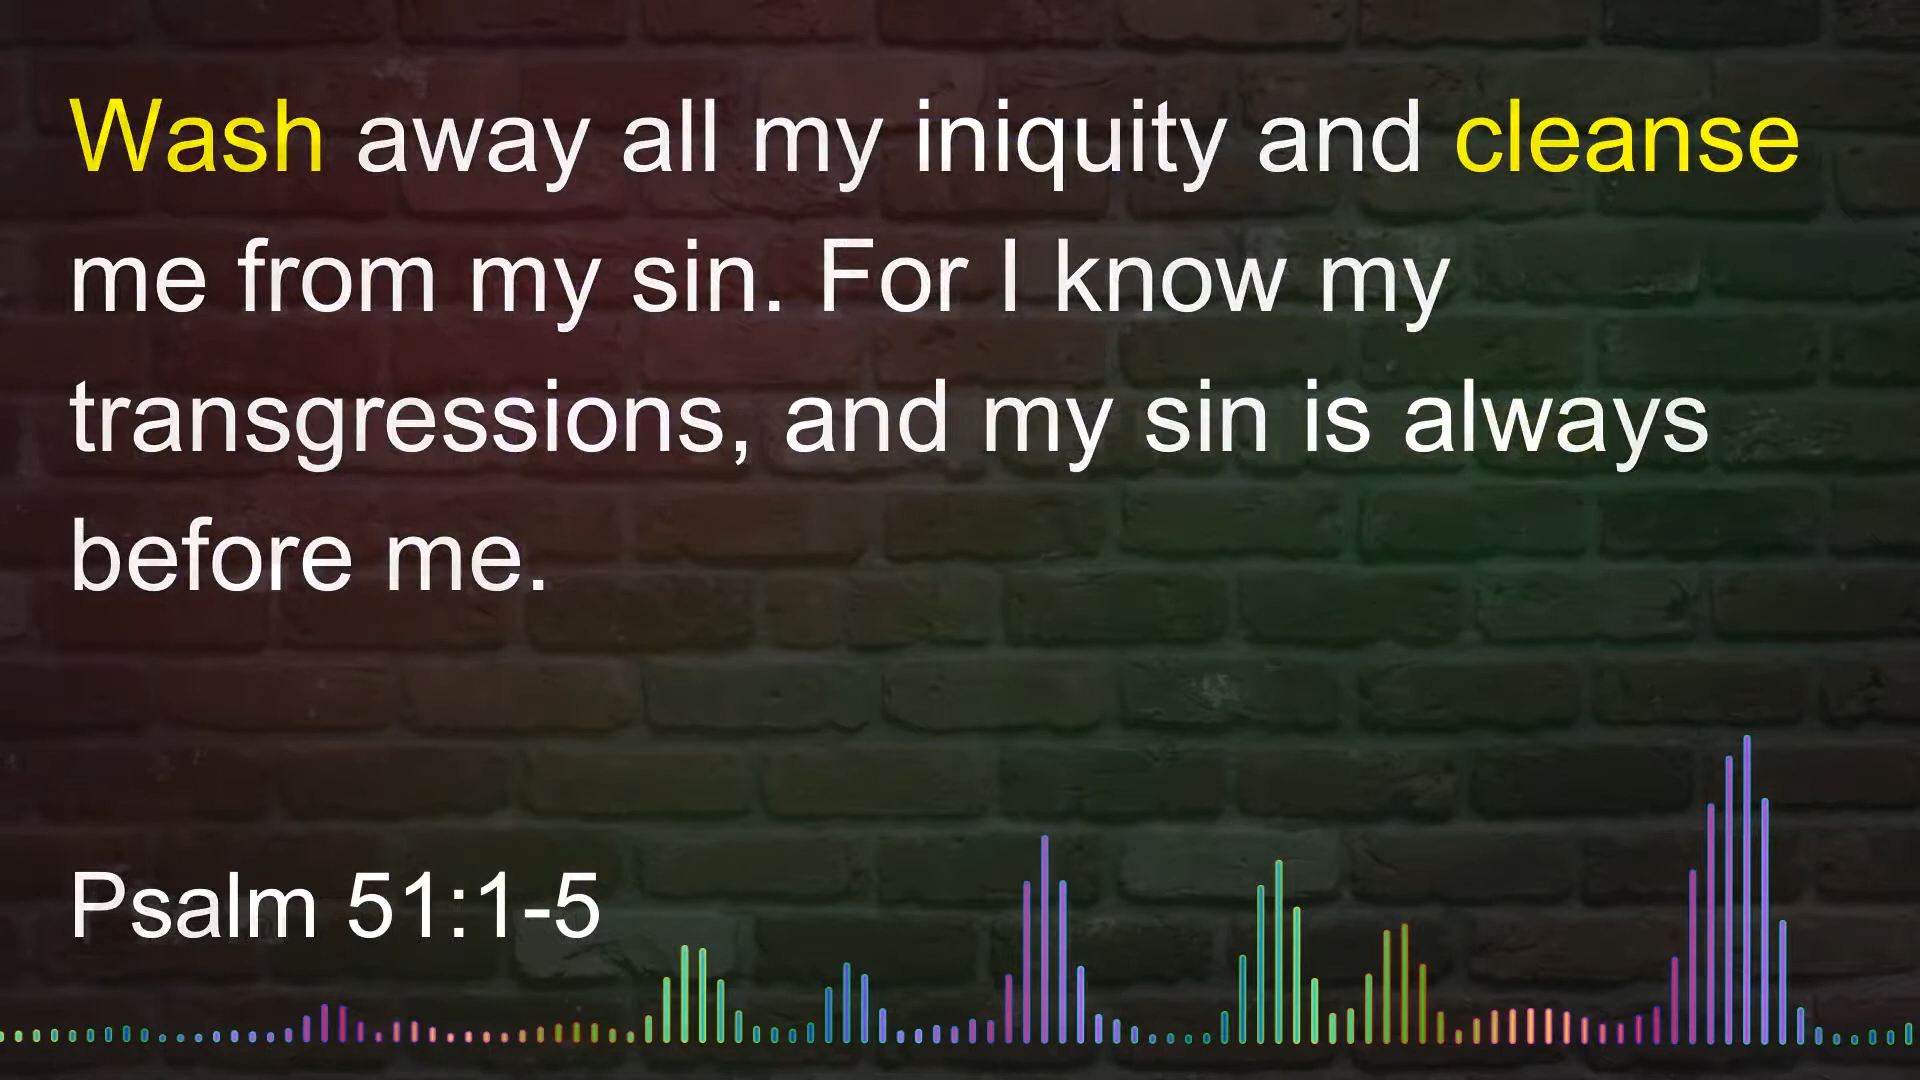 Wash away all my iniquity and cleanse
me from my sin. For I know my
transgressions, and my sin is always
before me.
Psalm 51:1-5